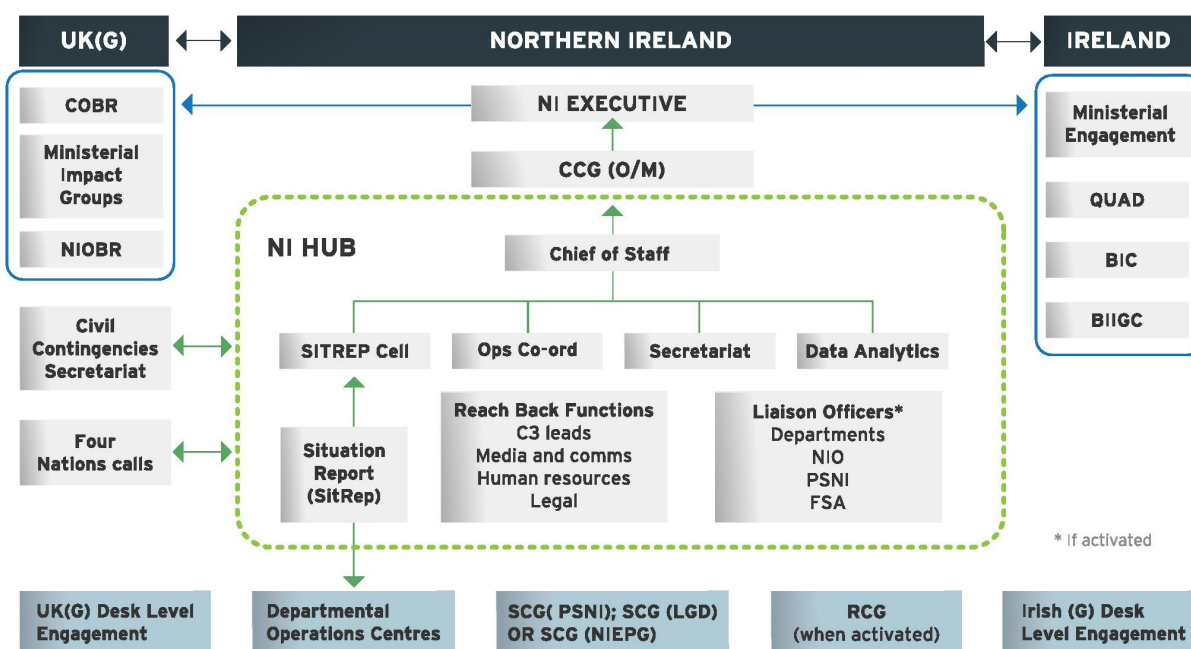 UK(G)
NORTHERN IRELAND
IRELAND
COBR
Ministerial
Impact
Groups
NIOBR
NI EXECUTIVE
CCG (O/M)
Ministerial
Engagement
QUAD
BIC
BIIGC
NI HUB
Chief of Staff
Civil
Contingencies
Secretariat
SITREP Cell
Ops Co-ord
Secretariat
Data Analytics
Four
Nations calls
Situation
Report
(SitRep)
Reach Back Functions
C3 leads
Media and comms
Human resources
Legal
Liaison Officers*
Departments
NIO
PSNI
FSA
* If activated
UK(G) Desk Level
Engagement
Departmental
Operations Centres
SCG( PSNI); SCG (LGD)
OR SCG (NIEPG)
RCG
(when activated)
Irish (G) Desk
Level Engagement